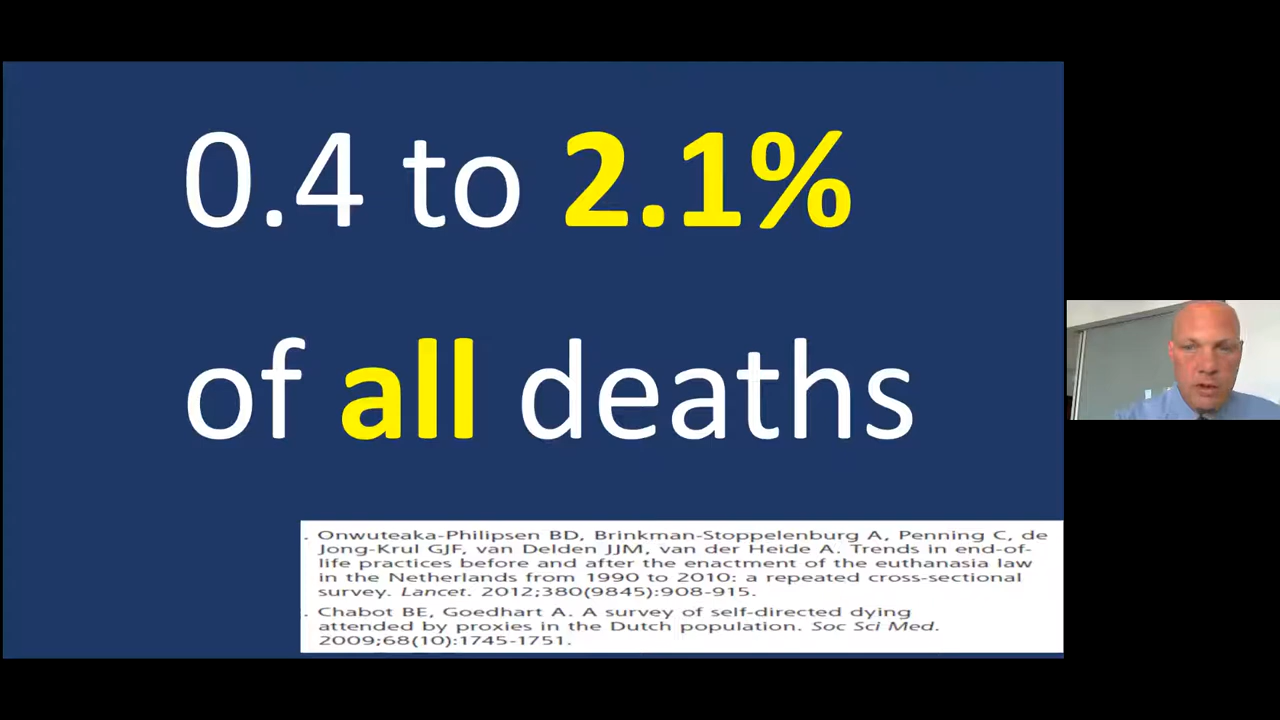 0.4 to 2.1%
of all deaths
. Onwuteaka-Philipsen BD, Brinkman-Stoppelenburg A, Penning C, de
Jong-Krul GJF, van Delden JJM, van der Heide A. Trends in end-of-
life practices before and after the enactment of the euthanasia law
in the Netherlands from 1990 to 2010: a repeated cross-sectional
survey. Lancet. 2012;380(9845):908-915.
. Chabot BE, Goedhart A. A survey of self-directed dying
attended by proxies in the Dutch population. Soc Sci Med.
2009;68(10):1745-1751.